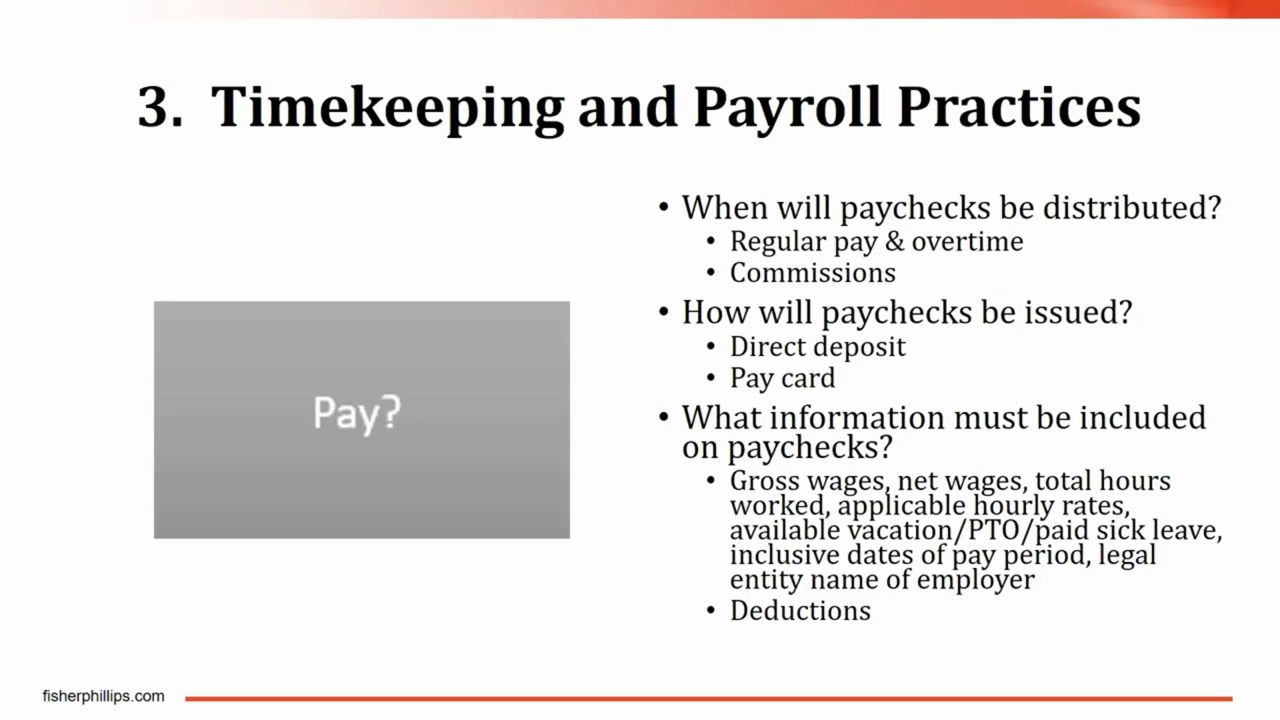 3. Timekeeping and Payroll Practices
Pay?
• When will paychecks be distributed?
• Regular pay & overtime
• Commissions
• How will paychecks be issued?
• Direct deposit
• Pay card
• What information must be included
on paychecks?
• Gross wages, net wages, total hours
worked, applicable hourly rates,
available vacation/PTO/paid sick leave,
inclusive dates of pay period, legal
entity name of employer
• Deductions
fisherphillips.com